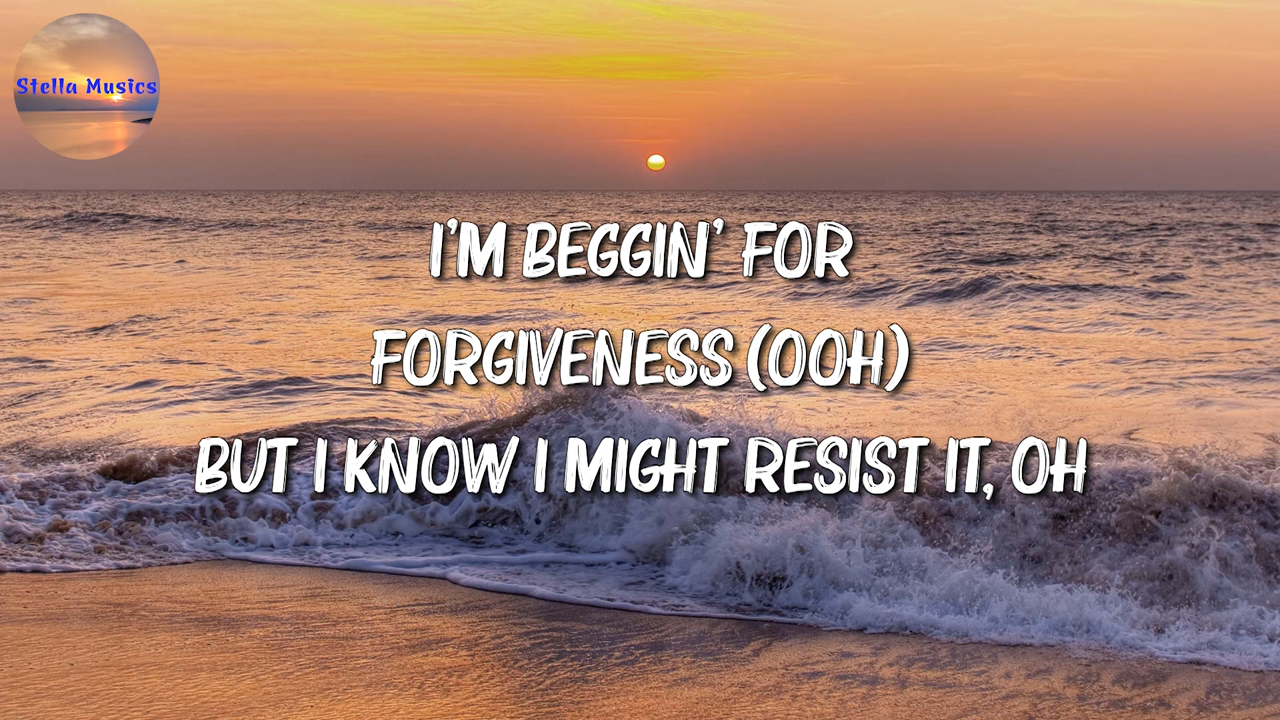 Stella Musics
I'M BEGGIN' FOR
FORGIVENESS (OOH)
BUT I KNOW I MIGHT RESIST IT, OH